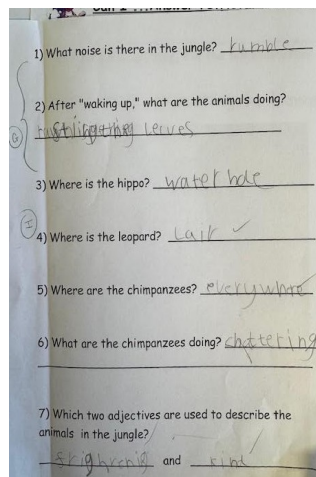 1) What noise is there in the jungle? rumble
2) After "waking up," what are the animals doing?
lerves
3) Where is the hippo? water hole
4) Where is the leopard? Lair ✓
5) Where are the chimpanzees? everywhere
6) What are the chimpanzees doing? chattering
7) Which two adjectives are used to describe the
animals in the jungle?
and kind